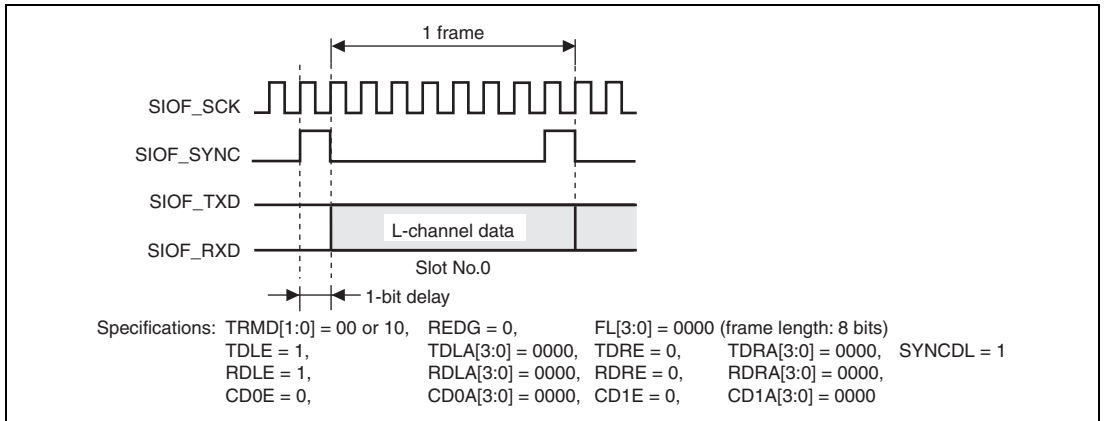 1 frame
SIOF_SCK
SIOF_SYNC
SIOF_TXD
L-channel data
SIOF_RXD
Slot No.0
1-bit delay
Specifications: TRMD[1:0] = 00 or 10, REDG = 0, FL[3:0] = 0000 (frame length: 8 bits)
TDLE = 1, TDLA[3:0] = 0000, TDRE = 0, TDRA[3:0] = 0000, SYNCDL = 1
RDLE = 1, RDLA[3:0] = 0000, RDRE = 0, RDRA[3:0] = 0000,
CD0E = 0, CD0A[3:0] = 0000, CD1E = 0, CD1A[3:0] = 0000